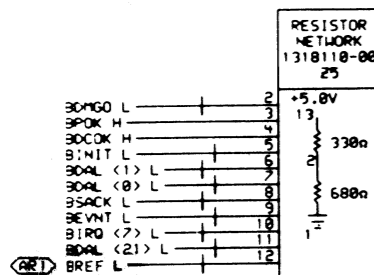 RESISTOR
NETWORK
1318110-00
25
+5.0V
13
330Ω
2
680Ω
1
BDMGO L 2
BPOK H 3
BDCOK H 4
BINIT L 5
BDAL <1> L 6
BDAL <0> L 7
BSACK L 8
BEVNT L 9
BIRQ <7> L 10
BDAL <21> L 11
AR1 BREF L 12